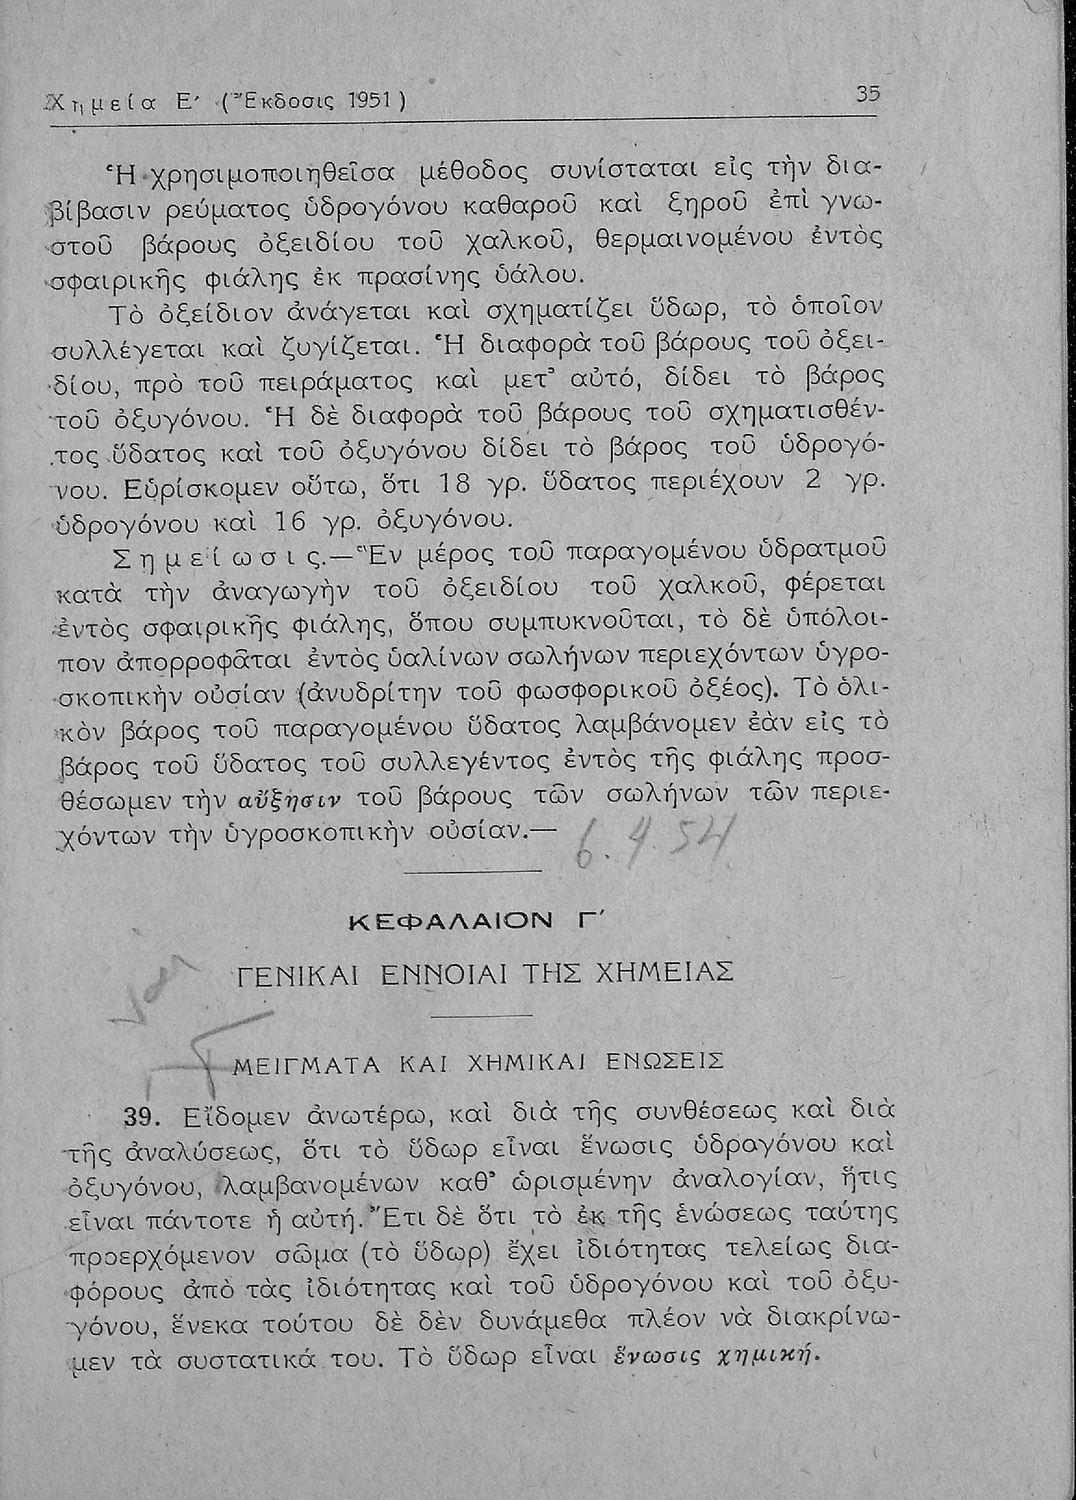 Χημεία Ε′ (Ἔκδοσις 1951) 35
Ἡ χρησιμοποιηθεῖσα μέθοδος συνίσταται εἰς τὴν δια-
βίβασιν ρεύματος ὑδρογόνου καθαροῦ καὶ ξηροῦ ἐπὶ γνω-
στοῦ βάρους ὀξειδίου τοῦ χαλκοῦ, θερμαινομένου ἐντὸς
σφαιρικῆς φιάλης ἐκ πρασίνης ὑάλου.
Τὸ ὀξείδιον ἀνάγεται καὶ σχηματίζει ὕδωρ, τὸ ὁποῖον
συλλέγεται καὶ ζυγίζεται. Ἡ διαφορὰ τοῦ βάρους τοῦ ὀξει-
δίου, πρὸ τοῦ πειράματος καὶ μετ' αὐτό, δίδει τὸ βάρος
τοῦ ὀξυγόνου. Ἡ δὲ διαφορὰ τοῦ βάρους τοῦ σχηματισθέν-
τος ὕδατος καὶ τοῦ ὀξυγόνου δίδει τὸ βάρος τοῦ ὑδρογό-
νου. Εὑρίσκομεν οὕτω, ὅτι 18 γρ. ὕδατος περιέχουν 2 γρ.
ὑδρογόνου καὶ 16 γρ. ὀξυγόνου.
Σημείωσις.—Ἓν μέρος τοῦ παραγομένου ὑδρατμοῦ
κατὰ τὴν ἀναγωγὴν τοῦ ὀξειδίου τοῦ χαλκοῦ, φέρεται
ἐντὸς σφαιρικῆς φιάλης, ὅπου συμπυκνοῦται, τὸ δὲ ὑπόλοι-
πον ἀπορροφᾶται ἐντὸς ὑαλίνων σωλήνων περιεχόντων ὑγρο-
σκοπικὴν οὐσίαν (ἀνυδρίτην τοῦ φωσφορικοῦ ὀξέος). Τὸ ὁλι-
κὸν βάρος τοῦ παραγομένου ὕδατος λαμβάνομεν ἐὰν εἰς τὸ
βάρος τοῦ ὕδατος τοῦ συλλεγέντος ἐντὸς τῆς φιάλης προσ-
θέσωμεν τὴν αὔξησιν τοῦ βάρους τῶν σωλήνων τῶν περιε-
χόντων τὴν ὑγροσκοπικὴν οὐσίαν.—
6.4.54
ΚΕΦΑΛΑΙΟΝ Γ′
ΓΕΝΙΚΑΙ ΕΝΝΟΙΑΙ ΤΗΣ ΧΗΜΕΙΑΣ
ΜΕΙΓΜΑΤΑ ΚΑΙ ΧΗΜΙΚΑΙ ΕΝΩΣΕΙΣ
39. Εἴδομεν ἀνωτέρω, καὶ διὰ τῆς συνθέσεως καὶ διὰ
τῆς ἀναλύσεως, ὅτι τὸ ὕδωρ εἶναι ἕνωσις ὑδρογόνου καὶ
ὀξυγόνου, λαμβανομένων καθ' ὡρισμένην ἀναλογίαν, ἥτις
εἶναι πάντοτε ἡ αὐτή. Ἔτι δὲ ὅτι τὸ ἐκ τῆς ἑνώσεως ταύτης
προερχόμενον σῶμα (τὸ ὕδωρ) ἔχει ἰδιότητας τελείως δια-
φόρους ἀπὸ τὰς ἰδιότητας καὶ τοῦ ὑδρογόνου καὶ τοῦ ὀξυ-
γόνου, ἕνεκα τούτου δὲ δὲν δυνάμεθα πλέον νὰ διακρίνω-
μεν τὰ συστατικά του. Τὸ ὕδωρ εἶναι ἕνωσις χημική.